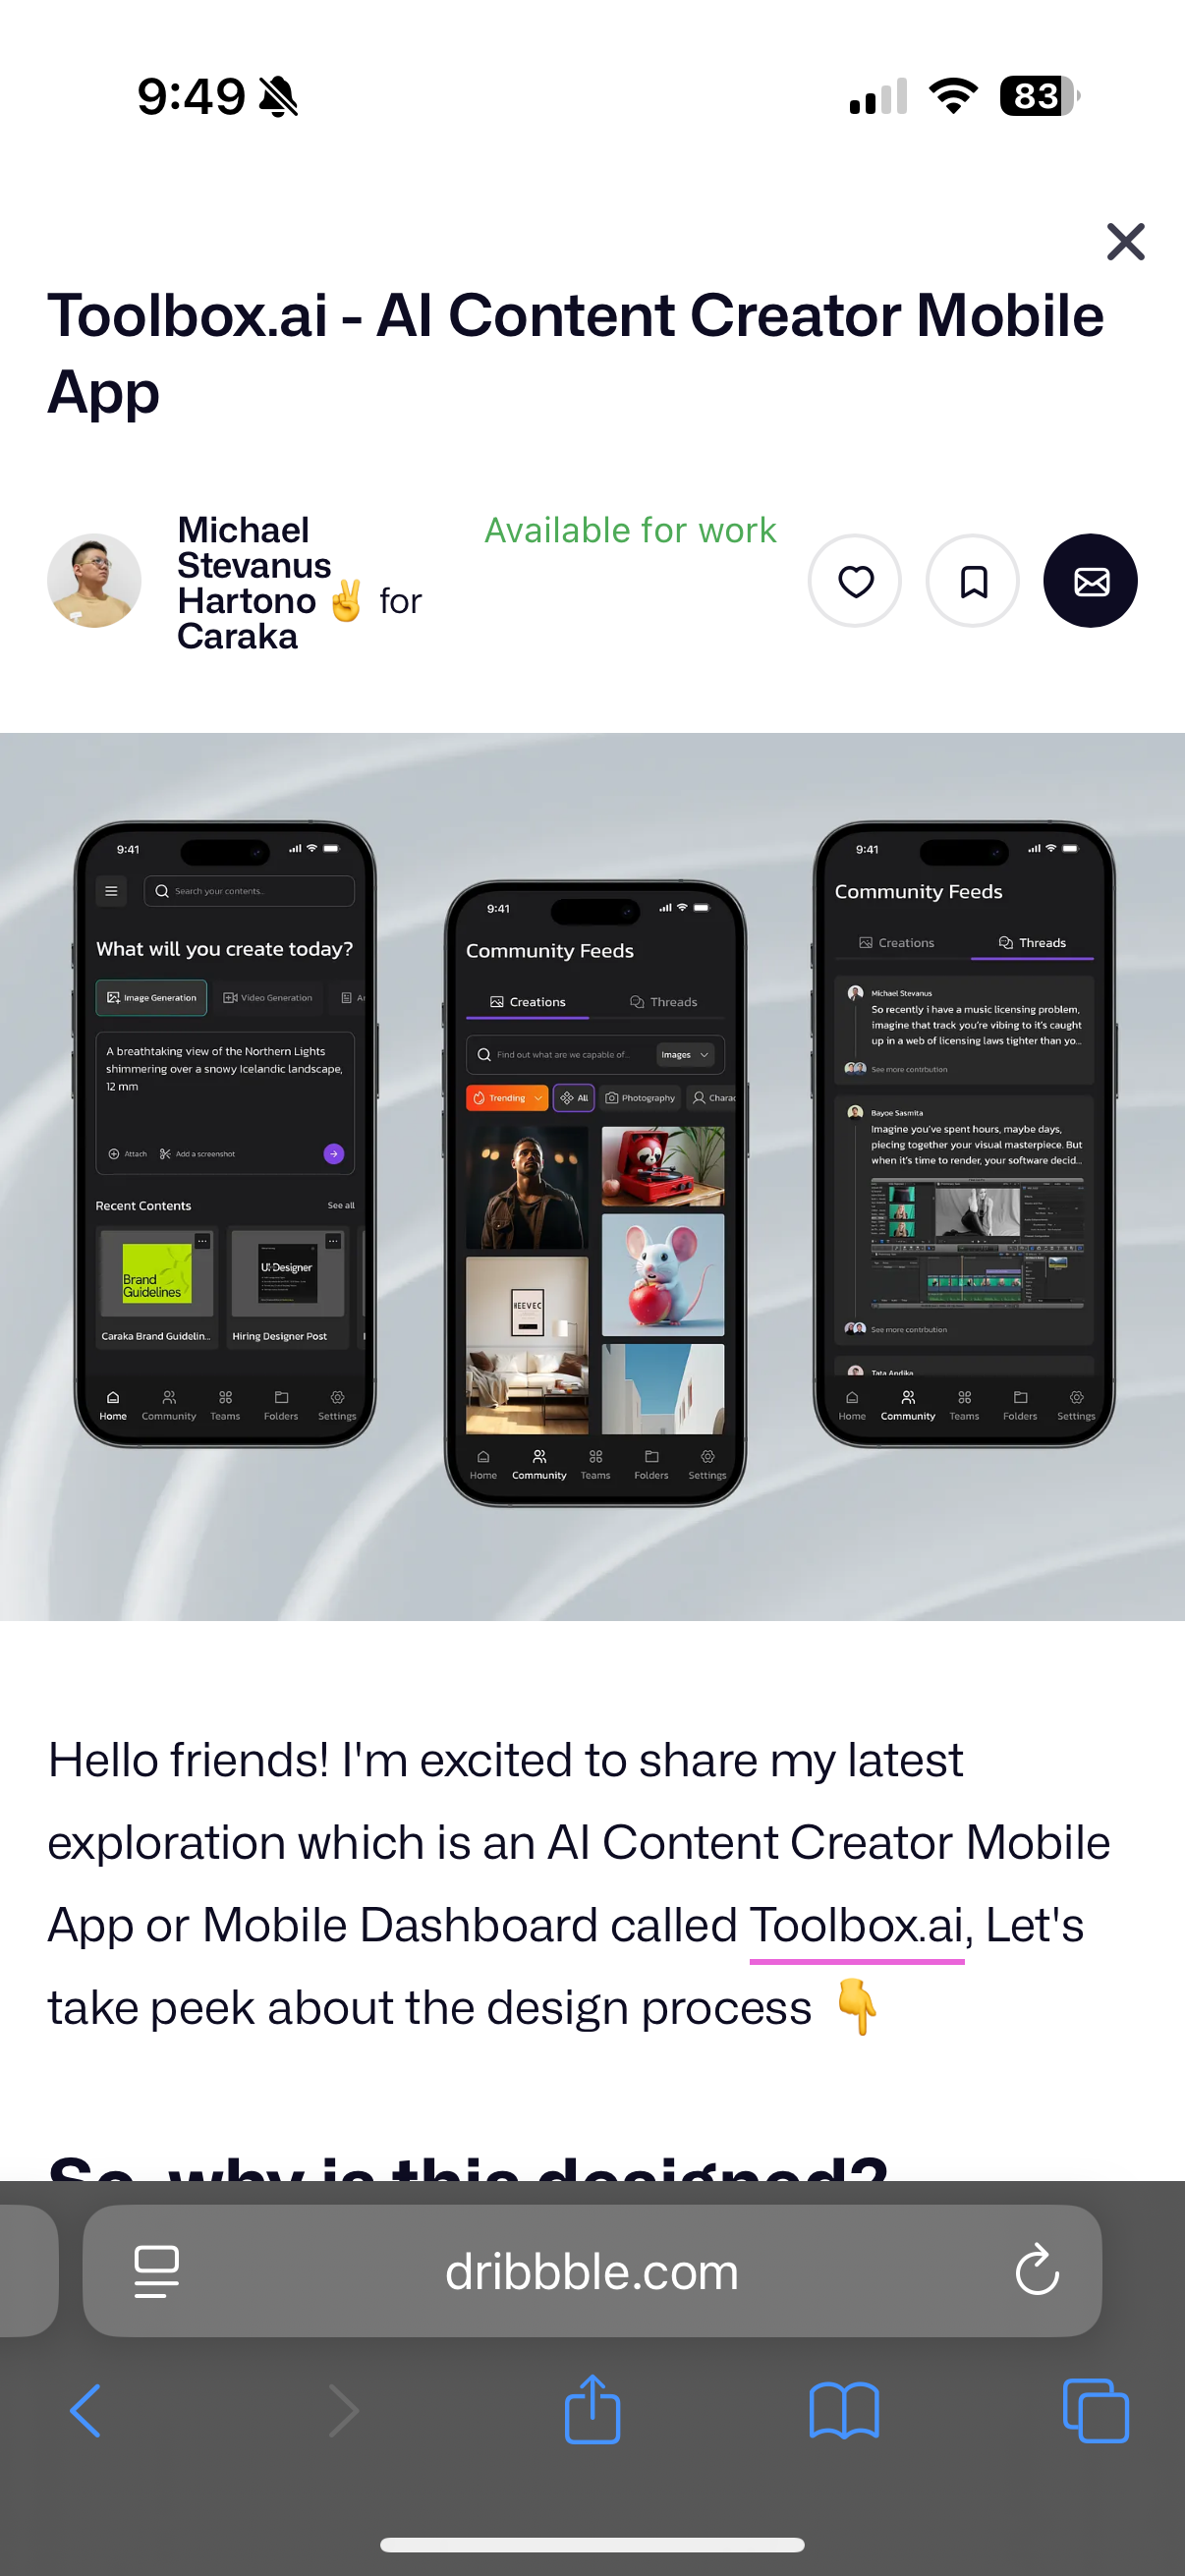 9:49
83
Toolbox.ai - AI Content Creator Mobile
App
Michael
Stevanus
Hartono ✌️ for
Caraka
Available for work
9:41
Search your contents..
What will you create today?
Image Generation
Video Generation
A breathtaking view of the Northern Lights
shimmering over a snowy Icelandic landscape,
12 mm
Attach
Add a screenshot
Recent Contents
See all
Brand
Guidelines
UX Designer
Caraka Brand Guidelin...
Hiring Designer Post
Home
Community
Teams
Folders
Settings
9:41
Community Feeds
Creations
Threads
Find out what are we capable of...
Images
Trending
All
Photography
Charac
HEEVEC
Home
Community
Teams
Folders
Settings
9:41
Community Feeds
Creations
Threads
Michael Stevanus
So recently i have a music licensing problem,
imagine that track you're vibing to it's caught
up in a web of licensing laws tighter than yo...
See more contrbution
Bayoe Sasmita
Imagine you've spent hours, maybe days,
piecing together your visual masterpiece. But
when it's time to render, your software decid...
See more contrbution
Tata Andika
Home
Community
Teams
Folders
Settings
Hello friends! I'm excited to share my latest
exploration which is an AI Content Creator Mobile
App or Mobile Dashboard called Toolbox.ai, Let's
take peek about the design process 👇
So, why is this designed?
dribbble.com